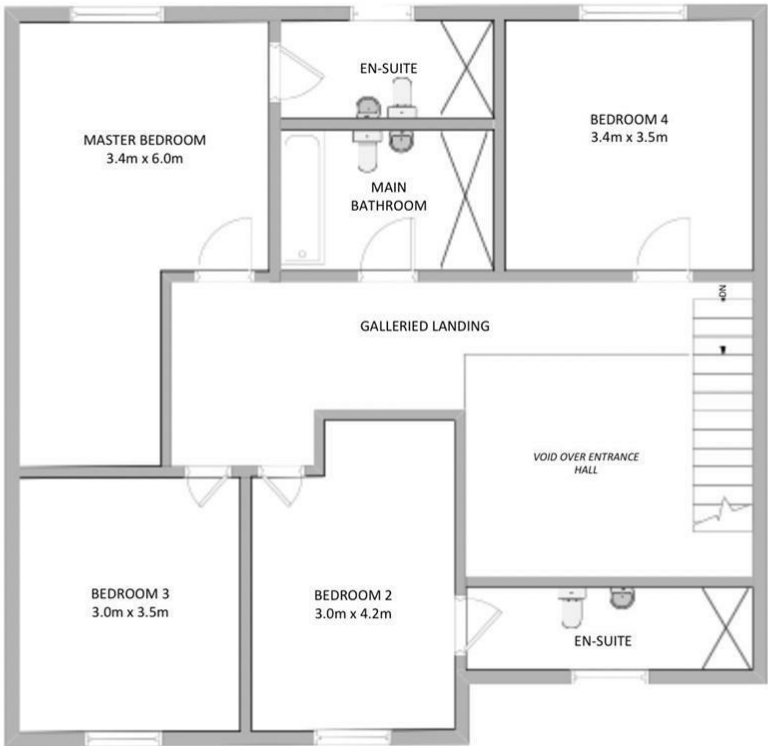 EN-SUITE
MASTER BEDROOM
3.4m x 6.0m
BEDROOM 4
3.4m x 3.5m
MAIN
BATHROOM
DN
GALLERIED LANDING
VOID OVER ENTRANCE
HALL
BEDROOM 3
3.0m x 3.5m
BEDROOM 2
3.0m x 4.2m
EN-SUITE